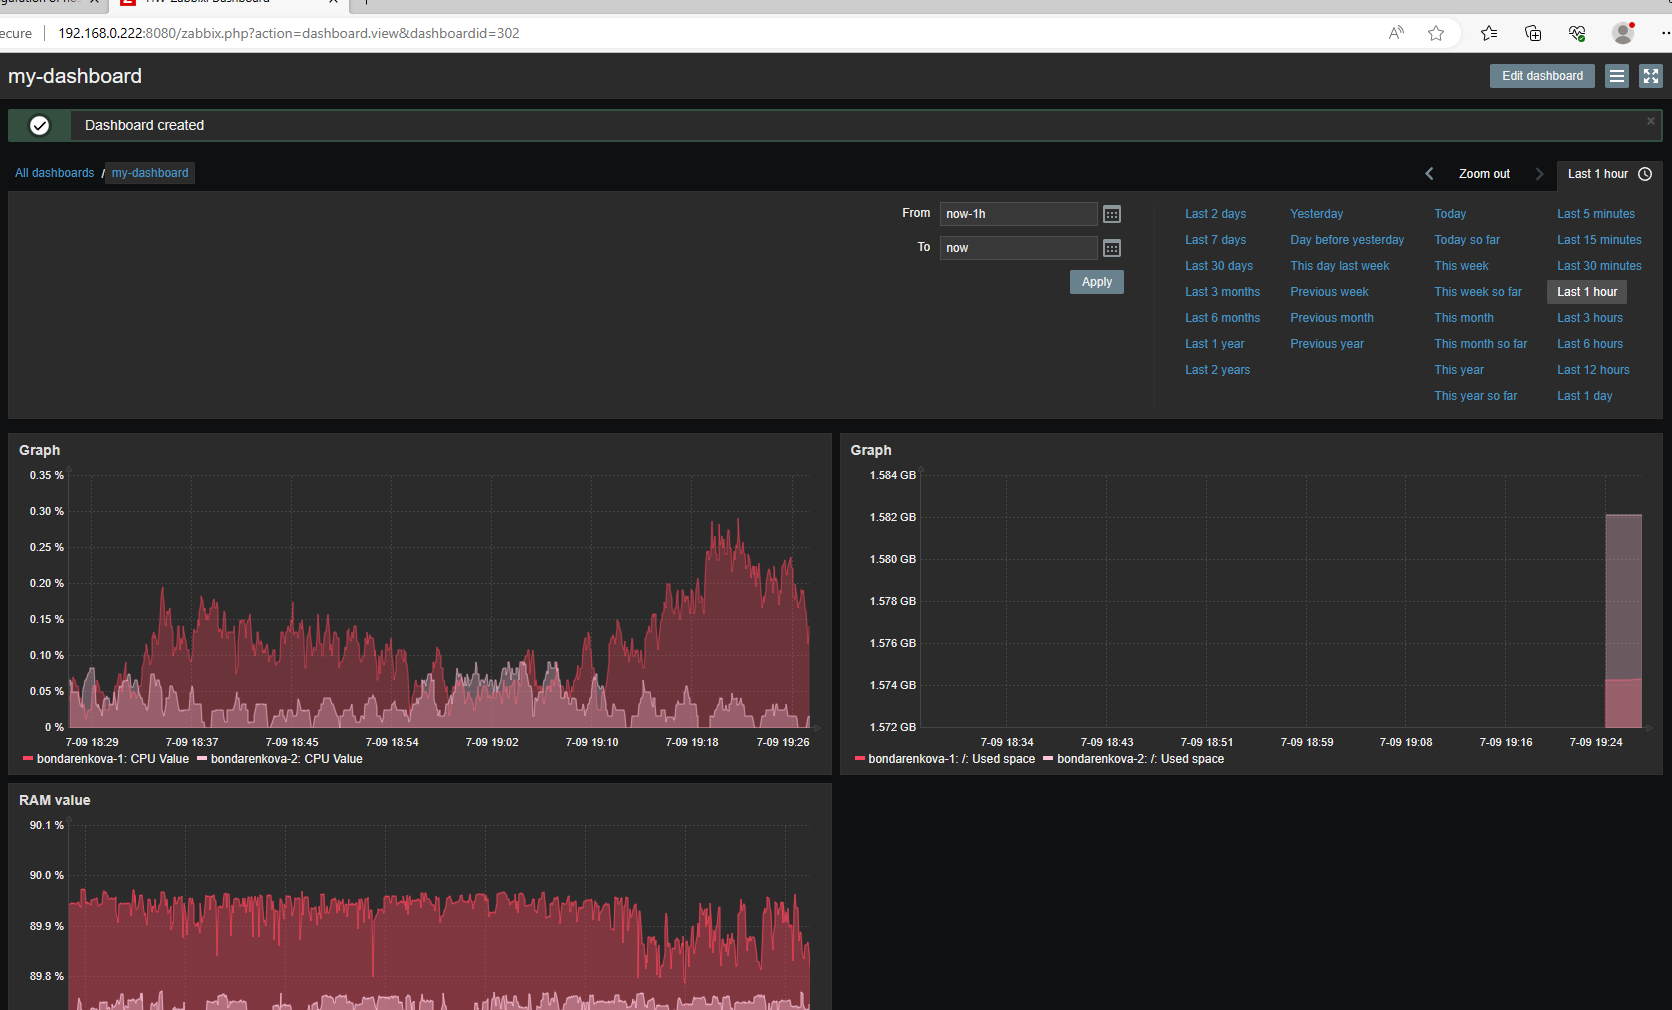 ecure 192.168.0.222:8080/zabbix.php?action=dashboard.view&dashboardid=302
my-dashboard
Edit dashboard
Dashboard created
All dashboards / my-dashboard
Zoom out
Last 1 hour
From now-1h
To now
Apply
Last 2 days Yesterday Today Last 5 minutes
Last 7 days Day before yesterday Today so far Last 15 minutes
Last 30 days This day last week This week Last 30 minutes
Last 3 months Previous week This week so far Last 1 hour
Last 6 months Previous month This month Last 3 hours
Last 1 year Previous year This month so far Last 6 hours
Last 2 years This year Last 12 hours
This year so far Last 1 day
Graph
0.35 %
0.30 %
0.25 %
0.20 %
0.15 %
0.10 %
0.05 %
0 %
7-09 18:29 7-09 18:37 7-09 18:45 7-09 18:54 7-09 19:02 7-09 19:10 7-09 19:18 7-09 19:26
bondarenkova-1: CPU Value bondarenkova-2: CPU Value
Graph
1.584 GB
1.582 GB
1.580 GB
1.578 GB
1.576 GB
1.574 GB
1.572 GB
7-09 18:34 7-09 18:43 7-09 18:51 7-09 18:59 7-09 19:08 7-09 19:16 7-09 19:24
bondarenkova-1: /: Used space bondarenkova-2: /: Used space
RAM value
90.1 %
90.0 %
89.9 %
89.8 %